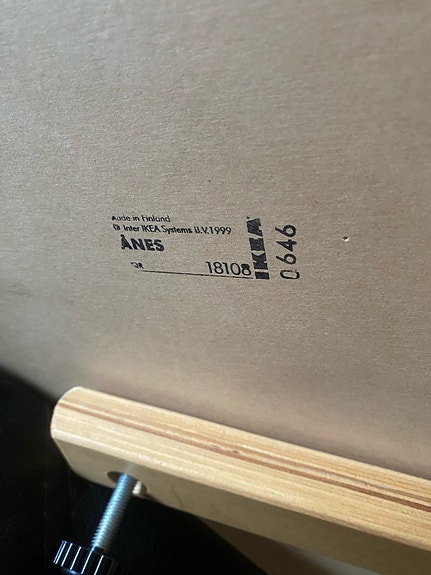 Made in Finland
© Inter IKEA Systems B.V. 1999
ÅNES
18108
IKEA
0646